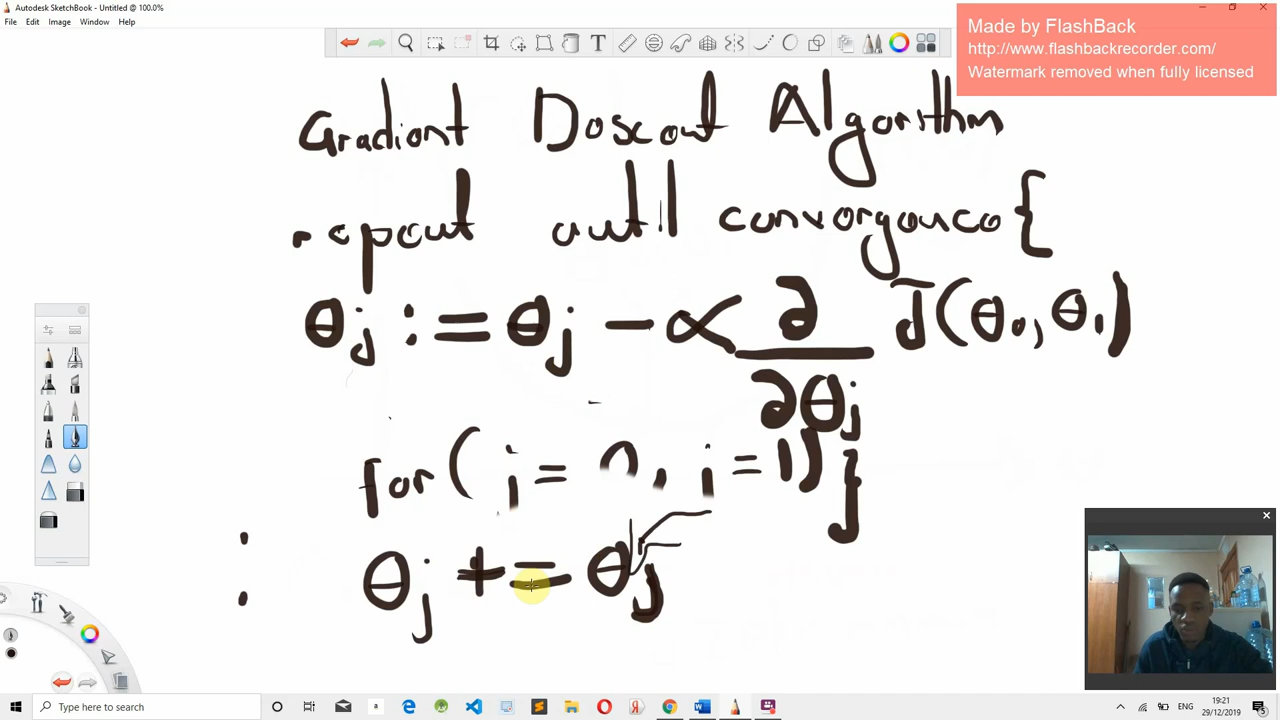 Autodesk SketchBook - Untitled @ 100.0%
File Edit Image Window Help
Made by FlashBack
http://www.flashbackrecorder.com/
Watermark removed when fully licensed
Gradient Descent Algorithm
repeat until convergence{
θj := θj − α ∂/∂θj J(θ0, θ1)
for( j = 0, j = 1) }
: θj += θj
Type here to search
ENG
19:21
29/12/2019